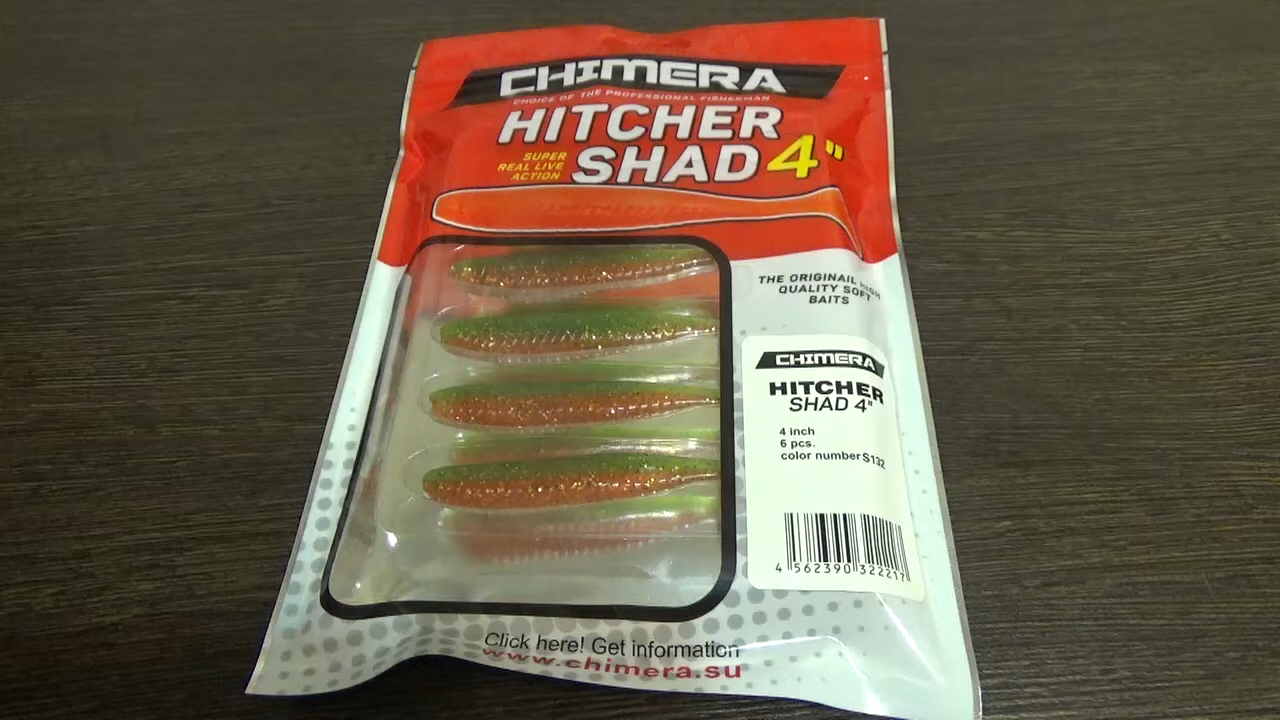 CHIMERA
CHOICE OF THE PROFESSIONAL FISHERMAN
HITCHER
SHAD 4"
SUPER
REAL LIVE
ACTION
THE ORIGINAIL HIGH
QUALITY SOFT
BAITS
CHIMERA
HITCHER
SHAD 4"
4 inch
6 pcs.
color number S132
4 562390 322217
Click here! Get information
www.chimera.su